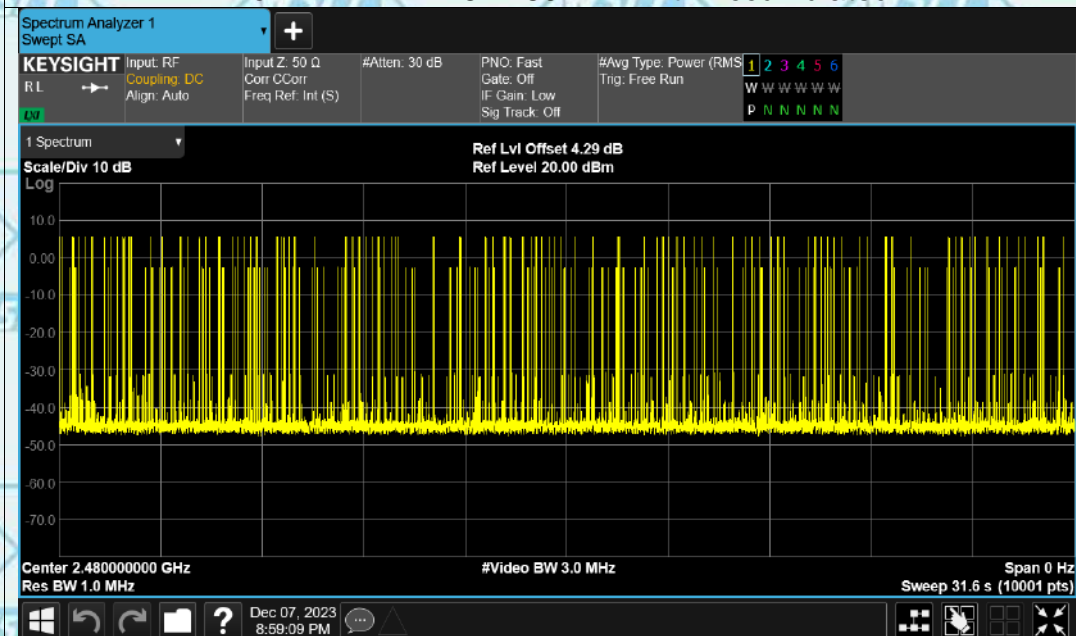 Spectrum Analyzer 1
Swept SA
KEYSIGHT
RL
LXI
Input: RF
Coupling: DC
Align: Auto
Input Z: 50 Ω
Corr CCorr
Freq Ref: Int (S)
#Atten: 30 dB
PNO: Fast
Gate: Off
IF Gain: Low
Sig Track: Off
#Avg Type: Power (RMS
Trig: Free Run
1 2 3 4 5 6
W W W W W W
P N N N N N
1 Spectrum
Scale/Div 10 dB
Log
Ref Lvl Offset 4.29 dB
Ref Level 20.00 dBm
10.0
0.00
-10.0
-20.0
-30.0
-40.0
-50.0
-60.0
-70.0
Center 2.480000000 GHz
#Video BW 3.0 MHz
Span 0 Hz
Res BW 1.0 MHz
Sweep 31.6 s (10001 pts)
?
Dec 07, 2023
8:59:09 PM